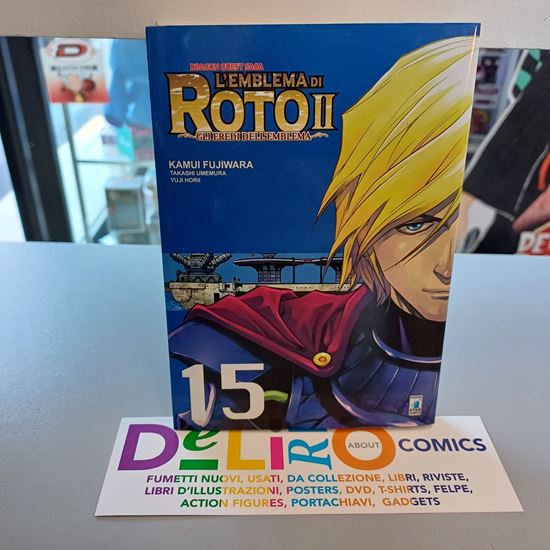 DRAGON QUEST SAGA
L'EMBLEMA DI
ROTO II
GLI EREDI DELL'EMBLEMA
KAMUI FUJIWARA
TAKASHI UMEMURA
YUJI HORII
15
STAR
DeLiRO ABOUT COMICS
FUMETTI NUOVI, USATI, DA COLLEZIONE, LIBRI, RIVISTE,
LIBRI D'ILLUSTRAZIONI, POSTERS, DVD, T-SHIRTS, FELPE,
ACTION FIGURES, PORTACHIAVI, GADGETS